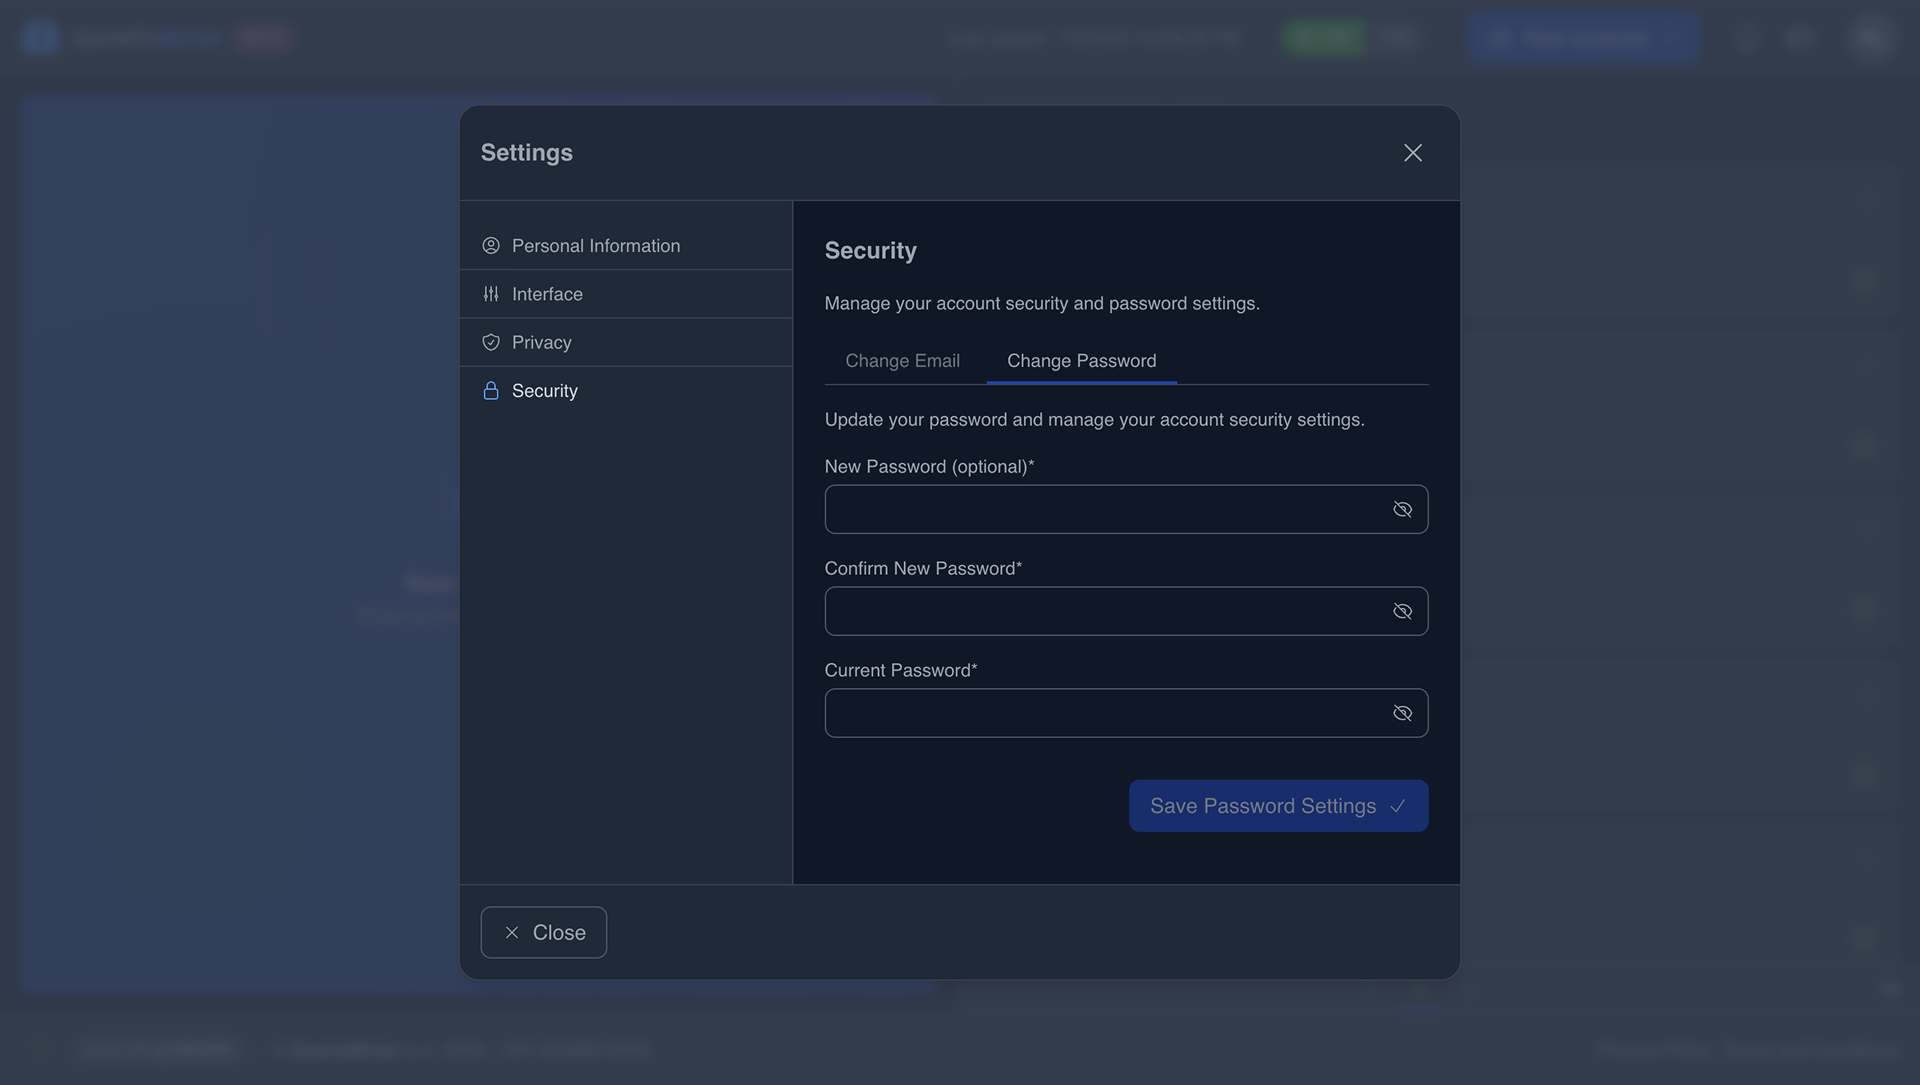 Settings
Personal Information
Interface
Privacy
Security
Security
Manage your account security and password settings.
Change Email
Change Password
Update your password and manage your account security settings.
New Password (optional)*
Confirm New Password*
Current Password*
Save Password Settings
Close